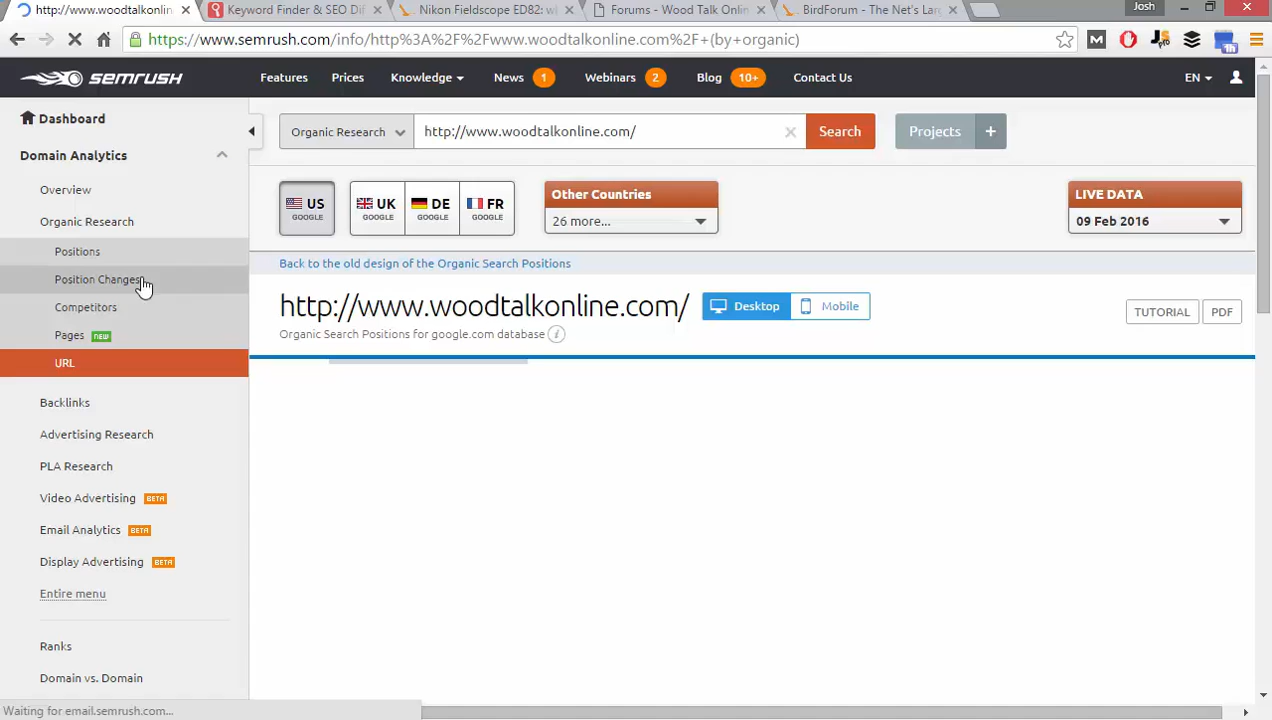 http://www.woodtalkonline
Keyword Finder & SEO Dif
Nikon Fieldscope ED82: w
Forums - Wood Talk Onlin
BirdForum - The Net's Lar
Josh
https://www.semrush.com/info/http%3A%2F%2Fwww.woodtalkonline.com%2F+(by+organic)
semrush
Features
Prices
Knowledge
News 1
Webinars 2
Blog 10+
Contact Us
EN
Dashboard
Domain Analytics
Overview
Organic Research
Positions
Position Changes
Competitors
Pages NEW
URL
Backlinks
Advertising Research
PLA Research
Video Advertising BETA
Email Analytics BETA
Display Advertising BETA
Entire menu
Ranks
Domain vs. Domain
Organic Research
http://www.woodtalkonline.com/
Search
Projects +
US
GOOGLE
UK
GOOGLE
DE
GOOGLE
FR
GOOGLE
Other Countries
26 more...
LIVE DATA
09 Feb 2016
Back to the old design of the Organic Search Positions
http://www.woodtalkonline.com/
Desktop
Mobile
TUTORIAL
PDF
Organic Search Positions for google.com database i
Waiting for email.semrush.com...